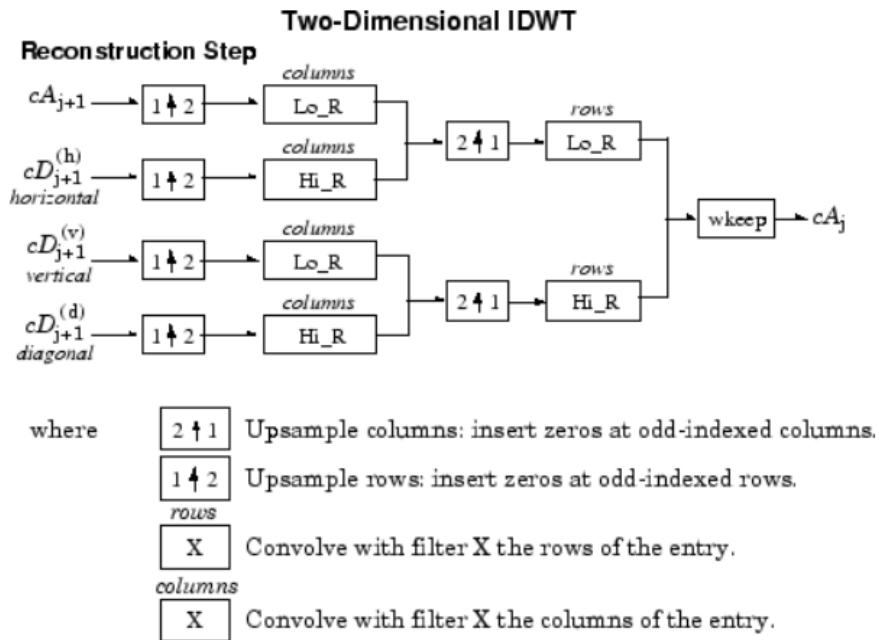 Two-Dimensional IDWT
Reconstruction Step
columns
cA j+1 1 2 Lo_R
rows
columns
2 1 Lo_R
cD j+1 (h) 1 2 Hi_R
horizontal
wkeep cA j
columns
cD j+1 (v) 1 2 Lo_R
vertical
rows
columns
2 1 Hi_R
cD j+1 (d) 1 2 Hi_R
diagonal
where 2 1 Upsample columns: insert zeros at odd-indexed columns.
1 2 Upsample rows: insert zeros at odd-indexed rows.
rows
X Convolve with filter X the rows of the entry.
columns
X Convolve with filter X the columns of the entry.